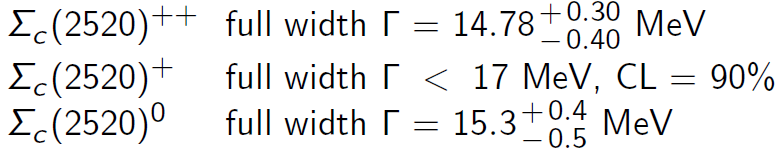 Σc(2520)++ full width Γ = 14.78 +0.30 −0.40 MeV
Σc(2520)+ full width Γ < 17 MeV, CL = 90%
Σc(2520)0 full width Γ = 15.3 +0.4 −0.5 MeV